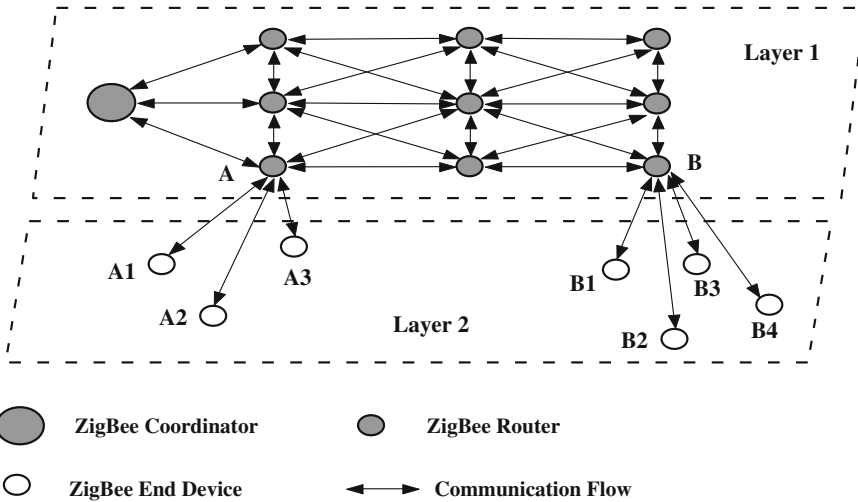 Layer 1
A
B
A1
A2
A3
B1
B2
B3
B4
Layer 2
ZigBee Coordinator
ZigBee Router
ZigBee End Device
Communication Flow